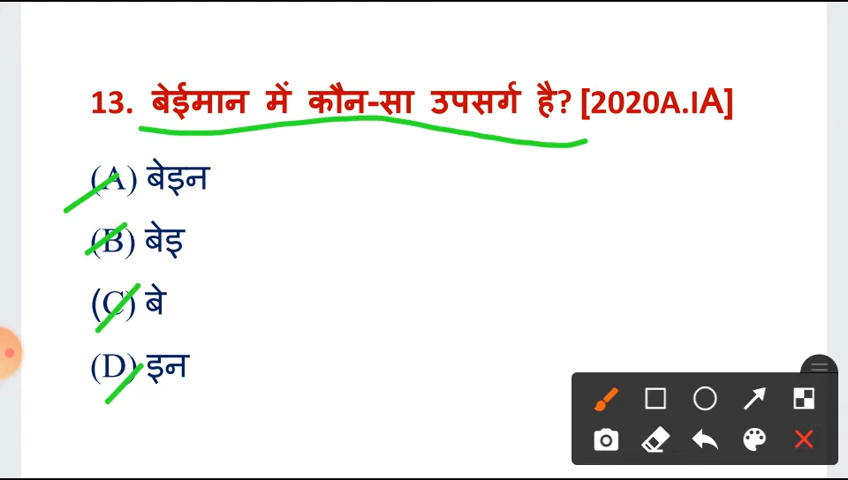 13. बेईमान में कौन-सा उपसर्ग है? [2020A.IA]
(A) बेइन
(B) बेइ
(C) बे
(D) इन